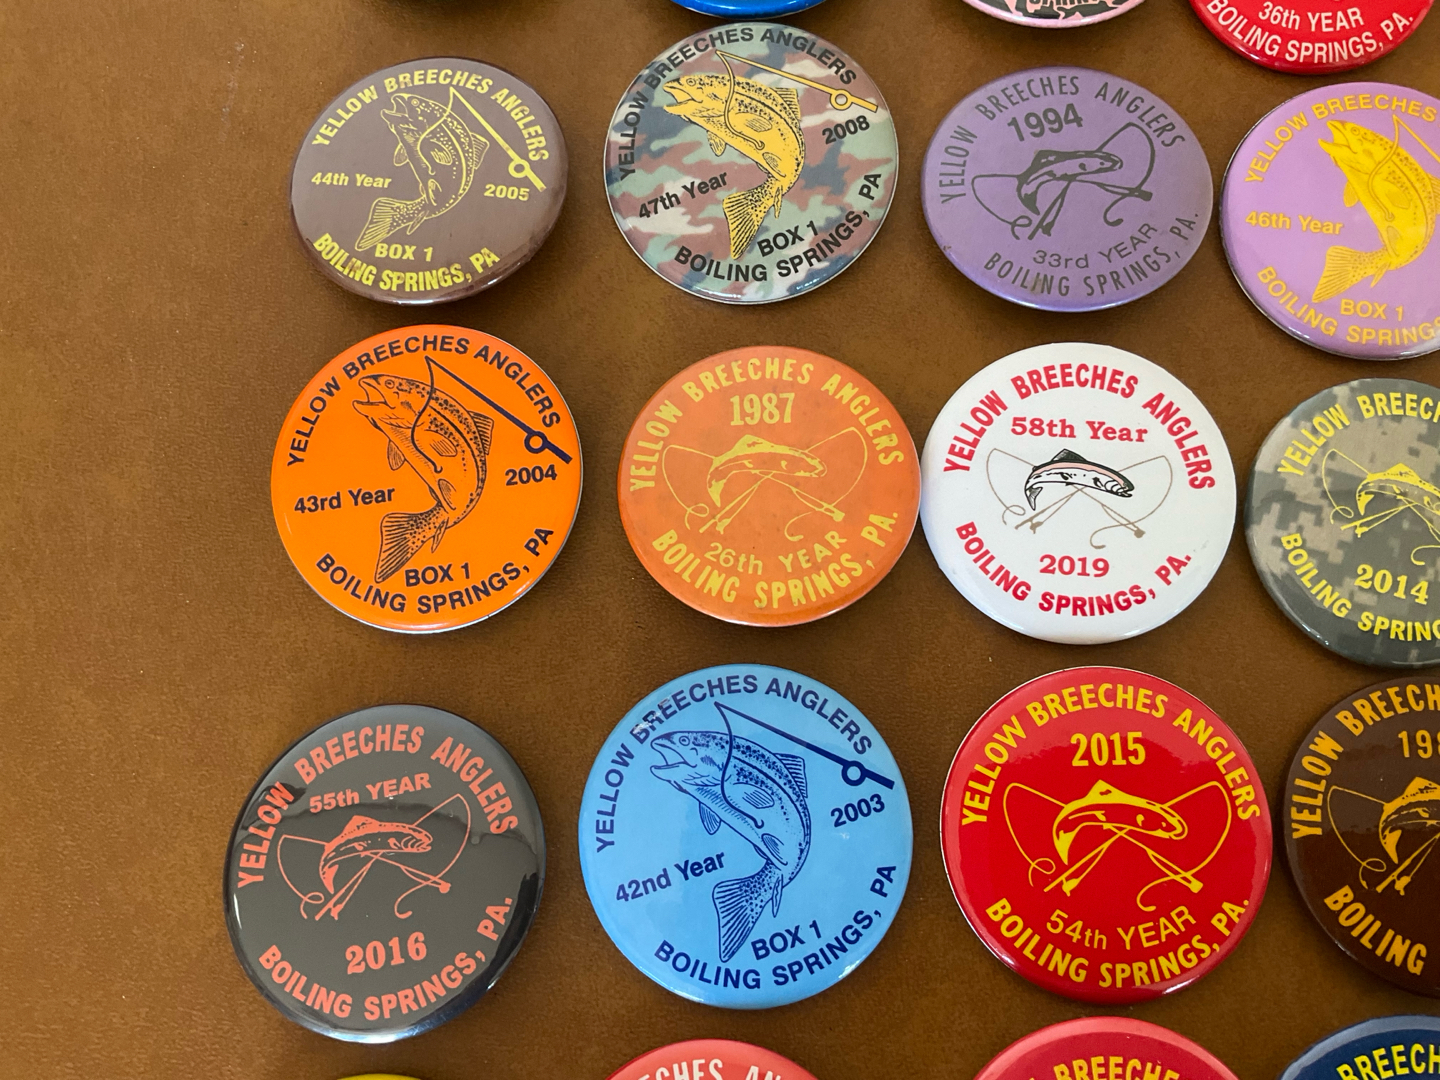 36th YEAR
BOILING SPRINGS, PA.
YELLOW BREECHES ANGLERS
44th Year
2005
BOX 1
BOILING SPRINGS, PA
YELLOW BREECHES ANGLERS
2008
47th Year
BOX 1
BOILING SPRINGS, PA
YELLOW BREECHES ANGLERS
1994
33rd YEAR
BOILING SPRINGS, PA.
YELLOW BREECHES
46th Year
BOX 1
BOILING SPRINGS
YELLOW BREECHES ANGLERS
2004
43rd Year
BOX 1
BOILING SPRINGS, PA
YELLOW BREECHES ANGLERS
1987
26th YEAR
BOILING SPRINGS, PA.
YELLOW BREECHES ANGLERS
58th Year
2019
BOILING SPRINGS, PA.
YELLOW
2014
BOILING
YELLOW BREECHES ANGLERS
55th YEAR
2016
BOILING SPRINGS, PA.
YELLOW BREECHES ANGLERS
2003
42nd Year
BOX 1
BOILING SPRINGS, PA
YELLOW BREECHES ANGLERS
2015
54th YEAR
BOILING SPRINGS, PA.
YELLOW
BOILING